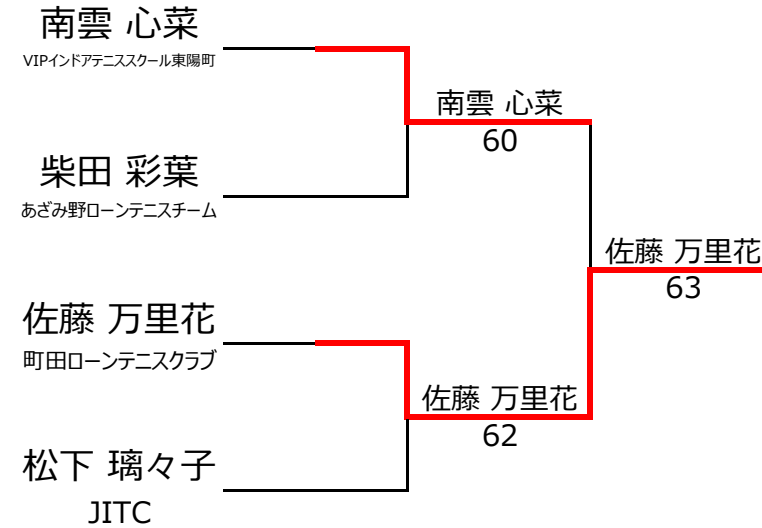 南雲 心菜
VIPインドアテニススクール東陽町
南雲 心菜
60
柴田 彩葉
あざみ野ローンテニスチーム
佐藤 万里花
63
佐藤 万里花
町田ローンテニスクラブ
佐藤 万里花
62
松下 璃々子
JITC